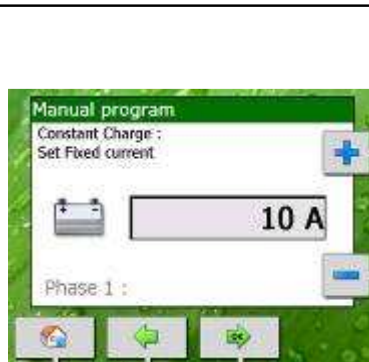 Manual program
Constant Charge :
Set Fixed current
10 A
Phase 1 :